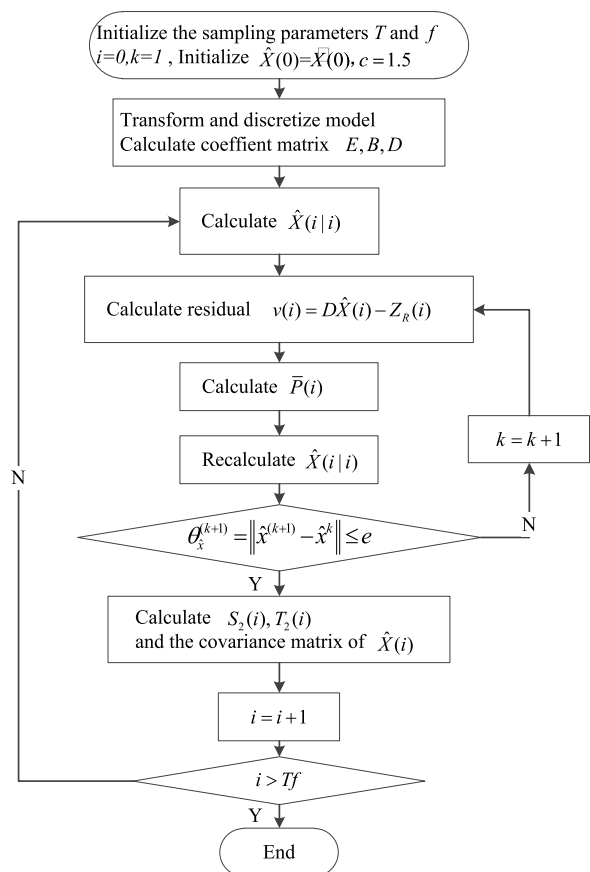 Initialize the sampling parameters T and f
i=0,k=1 , Initialize X̂(0)=X(0), c=1.5
Transform and discretize model
Calculate coeffient matrix E,B,D
Calculate X̂(i|i)
Calculate residual v(i)=DX̂(i)−Z_R(i)
Calculate P̅(i)
k=k+1
Recalculate X̂(i|i)
N
θ_x̂^(k+1)=‖x̂^(k+1)−x̂^k‖≤e
N
Y
Calculate S₂(i),T₂(i)
and the covariance matrix of X̂(i)
i=i+1
i>Tf
Y
End